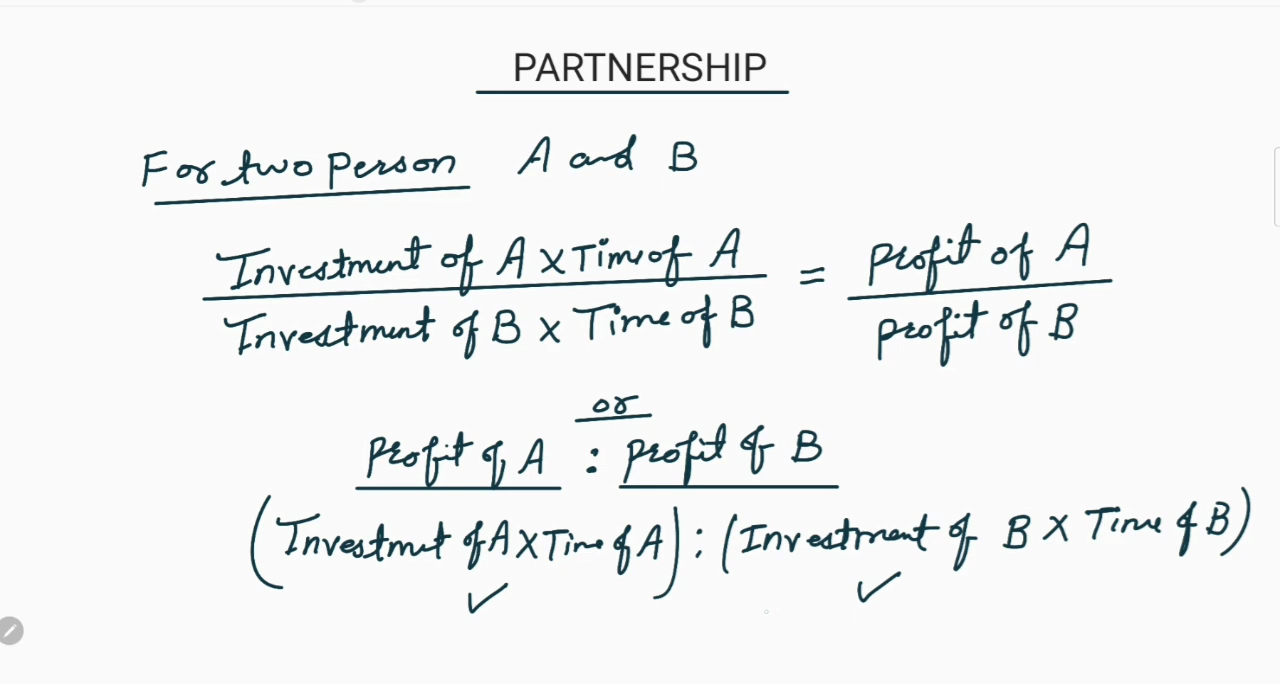 PARTNERSHIP
For two Person A and B
Investment of A x Time of A = Profit of A
Investment of B x Time of B Profit of B
or
Profit of A : Profit of B
(Investmnt of A x Time of A) : (Investment of B x Time of B)